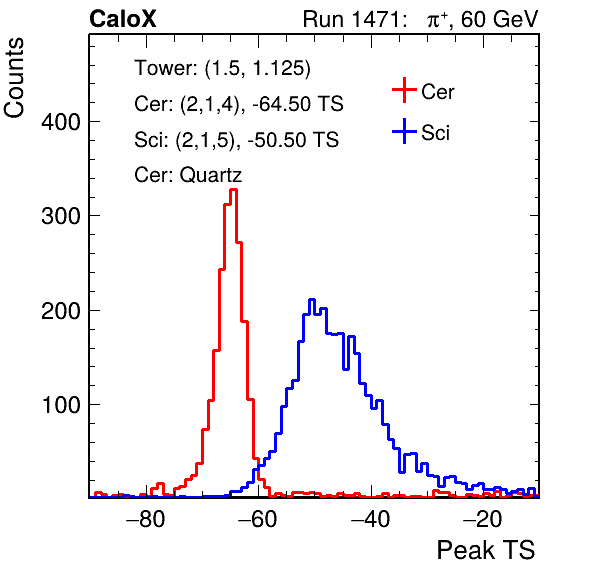 CaloX Run 1471: π⁺, 60 GeV
Counts
Tower: (1.5, 1.125)
Cer: (2,1,4), -64.50 TS
Sci: (2,1,5), -50.50 TS
Cer: Quartz
Cer
Sci
400
300
200
100
−80 −60 −40 −20
Peak TS